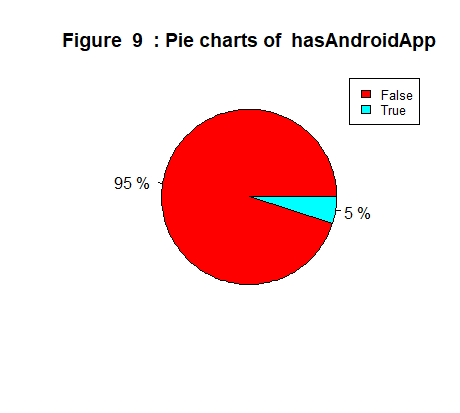 Figure  9  : Pie charts of  hasAndroidApp
False
True
95 %
5 %